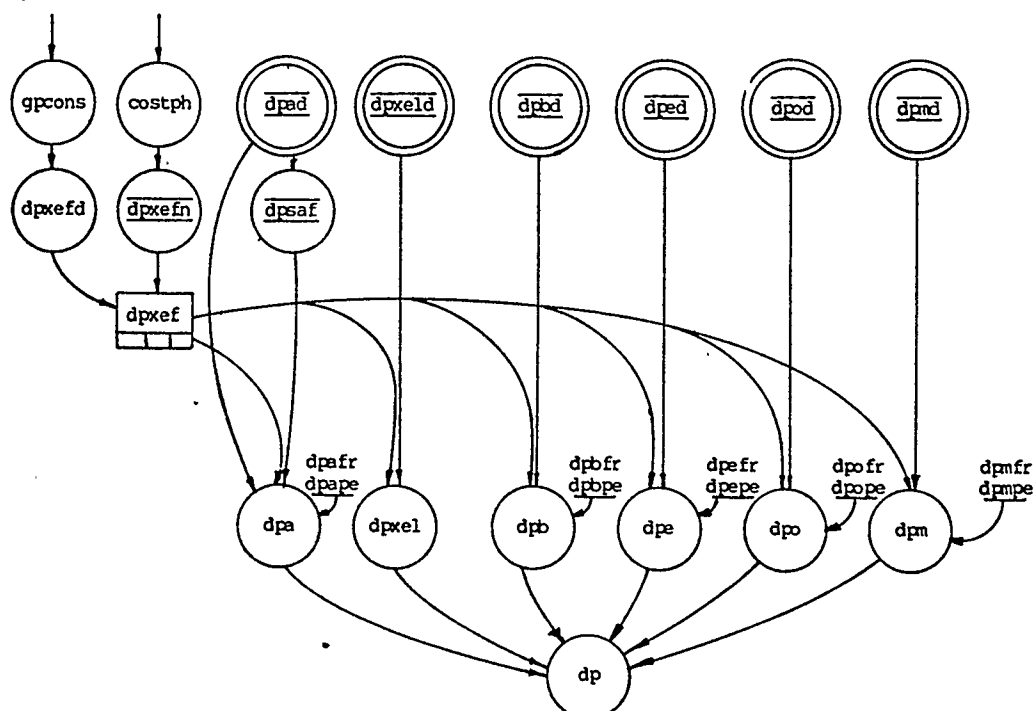 gpcons costph dpad dpxeld dpbd dped dpod dpmd
dpxefd dpxefn dpsaf
dpxef
dpafr dpbfr dpefr dpofr dpmfr
dpape dpbpe dpepe dpope dpmpe
dpa dpxel dpb dpe dpo dpm
dp